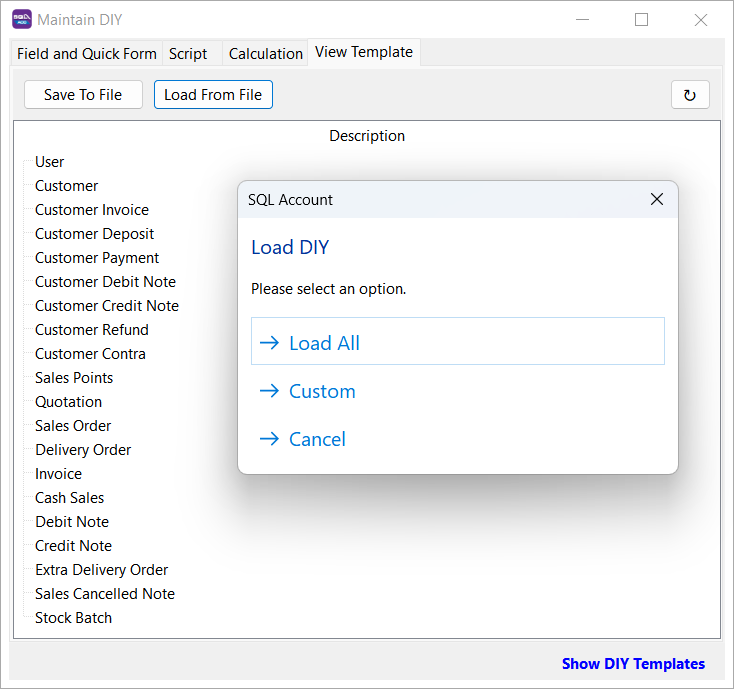 Maintain DIY
Field and Quick Form Script Calculation View Template
Save To File Load From File
Description
User
Customer
Customer Invoice
Customer Deposit
Customer Payment
Customer Debit Note
Customer Credit Note
Customer Refund
Customer Contra
Sales Points
Quotation
Sales Order
Delivery Order
Invoice
Cash Sales
Debit Note
Credit Note
Extra Delivery Order
Sales Cancelled Note
Stock Batch
SQL Account
Load DIY
Please select an option.
Load All
Custom
Cancel
Show DIY Templates